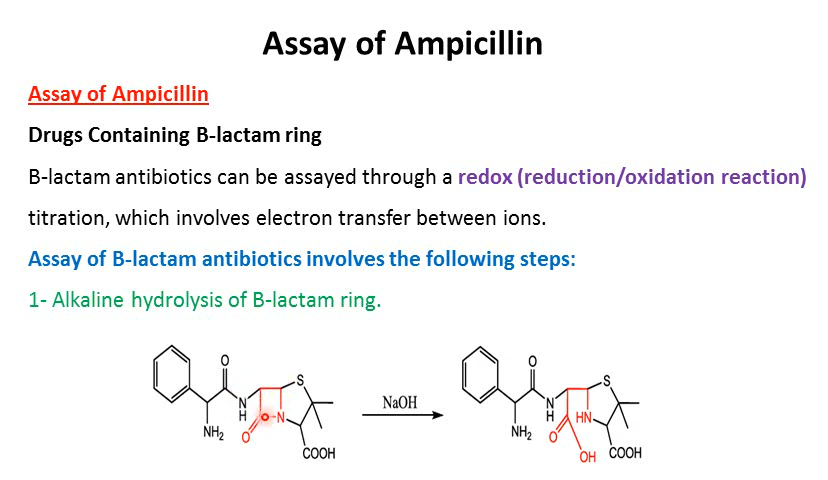 Assay of Ampicillin
Assay of Ampicillin
Drugs Containing B-lactam ring
B-lactam antibiotics can be assayed through a redox (reduction/oxidation reaction)
titration, which involves electron transfer between ions.
Assay of B-lactam antibiotics involves the following steps:
1- Alkaline hydrolysis of B-lactam ring.
O
S
N
H
N
NH2
O
COOH
NaOH
O
S
N
H
HN
NH2
O
OH
COOH